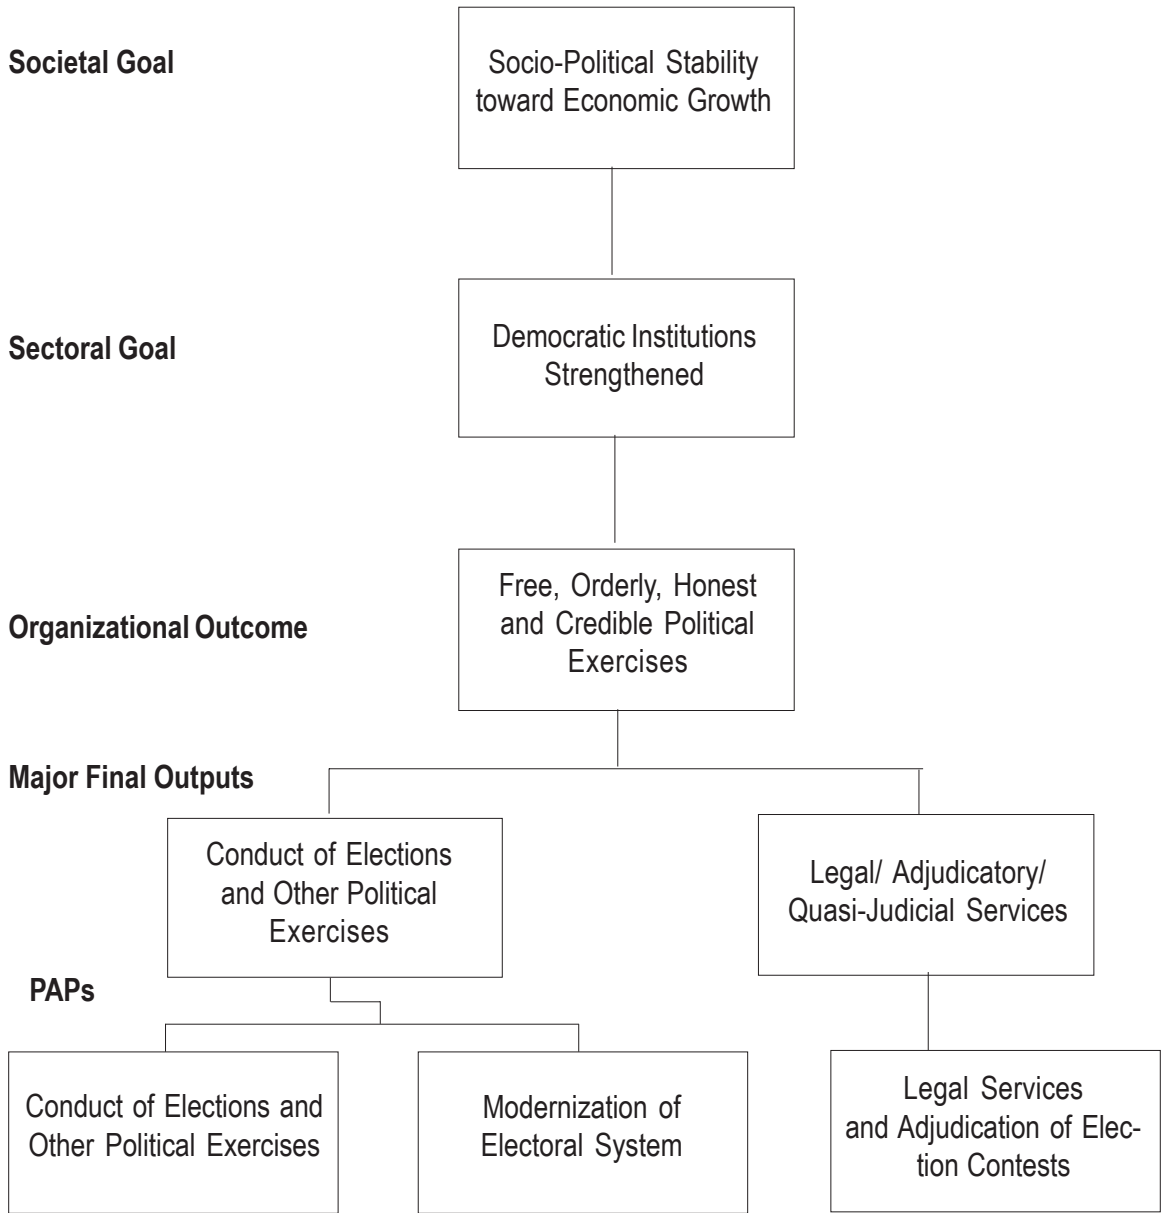 Societal Goal
Socio-Political Stability
toward Economic Growth
Sectoral Goal
Democratic Institutions
Strengthened
Organizational Outcome
Free, Orderly, Honest
and Credible Political
Exercises
Major Final Outputs
Conduct of Elections
and Other Political
Exercises
Legal/ Adjudicatory/
Quasi-Judicial Services
PAPs
Conduct of Elections and
Other Political Exercises
Modernization of
Electoral System
Legal Services
and Adjudication of Elec-
tion Contests